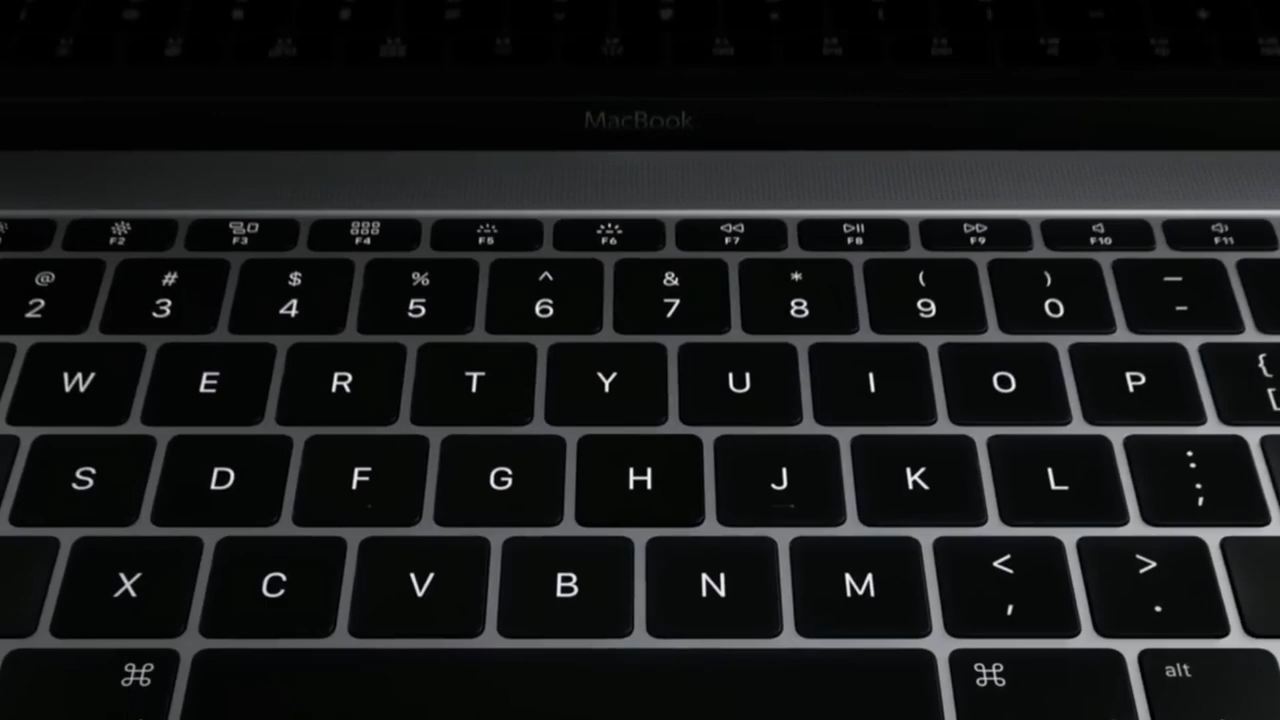 MacBook
F2 F3 F4 F5 F6 F7 F8 F9 F10 F11
@ # $ % ^ & * ( ) —
2 3 4 5 6 7 8 9 0 -
W E R T Y U I O P {
[
S D F G H J K L :
;
X C V B N M < >
, .
⌘ ⌘ alt